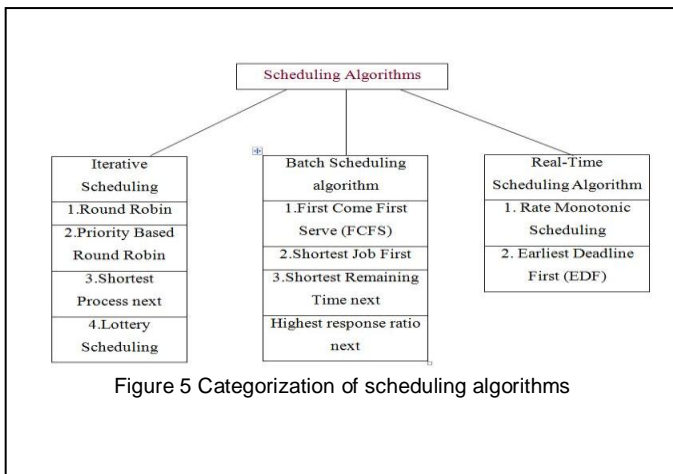 Scheduling Algorithms
Iterative
Scheduling
1.Round Robin
2.Priority Based
Round Robin
3.Shortest
Process next
4.Lottery
Scheduling
Batch Scheduling
algorithm
1.First Come First
Serve (FCFS)
2.Shortest Job First
3.Shortest Remaining
Time next
Highest response ratio
next
Real-Time
Scheduling Algorithm
1. Rate Monotonic
Scheduling
2. Earliest Deadline
First (EDF)
Figure 5 Categorization of scheduling algorithms